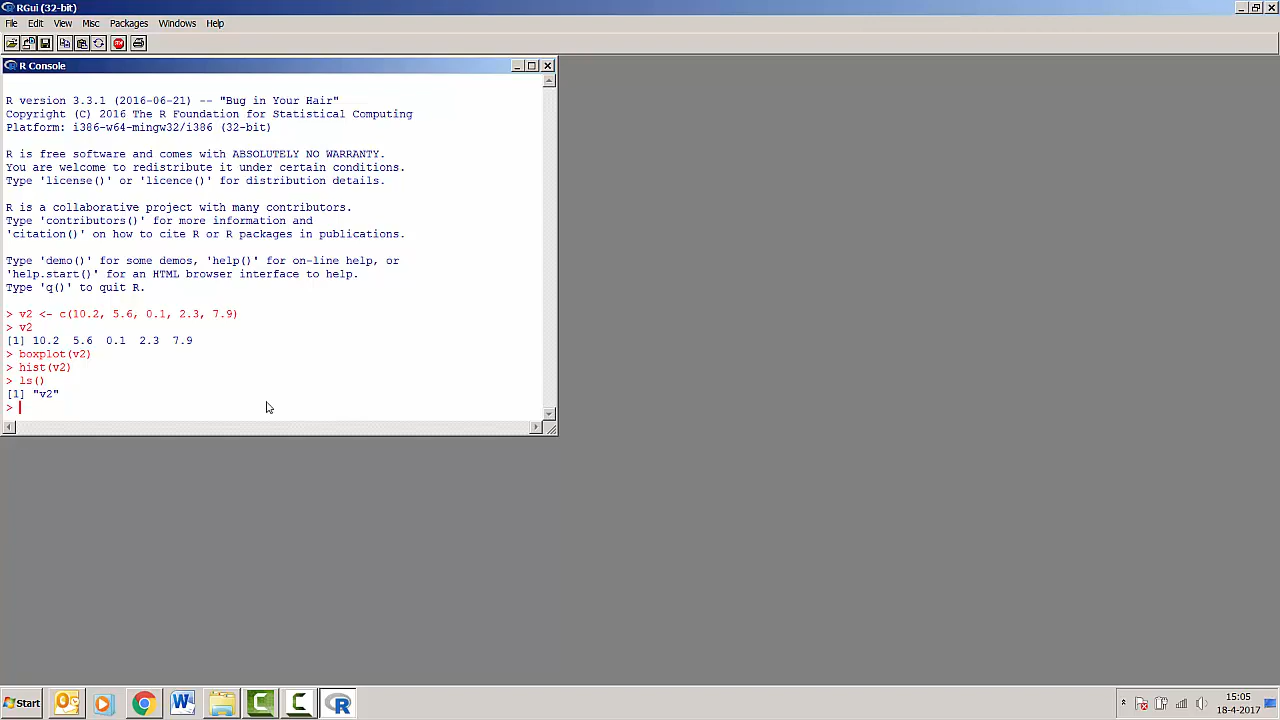 RGui (32-bit)
File Edit View Misc Packages Windows Help
STOP
R Console
R version 3.3.1 (2016-06-21) -- "Bug in Your Hair"
Copyright (C) 2016 The R Foundation for Statistical Computing
Platform: i386-w64-mingw32/i386 (32-bit)
R is free software and comes with ABSOLUTELY NO WARRANTY.
You are welcome to redistribute it under certain conditions.
Type 'license()' or 'licence()' for distribution details.
R is a collaborative project with many contributors.
Type 'contributors()' for more information and
'citation()' on how to cite R or R packages in publications.
Type 'demo()' for some demos, 'help()' for on-line help, or
'help.start()' for an HTML browser interface to help.
Type 'q()' to quit R.
> v2 <- c(10.2, 5.6, 0.1, 2.3, 7.9)
> v2
[1] 10.2  5.6  0.1  2.3  7.9
> boxplot(v2)
> hist(v2)
> ls()
[1] "v2"
>
Start
15:05
18-4-2017